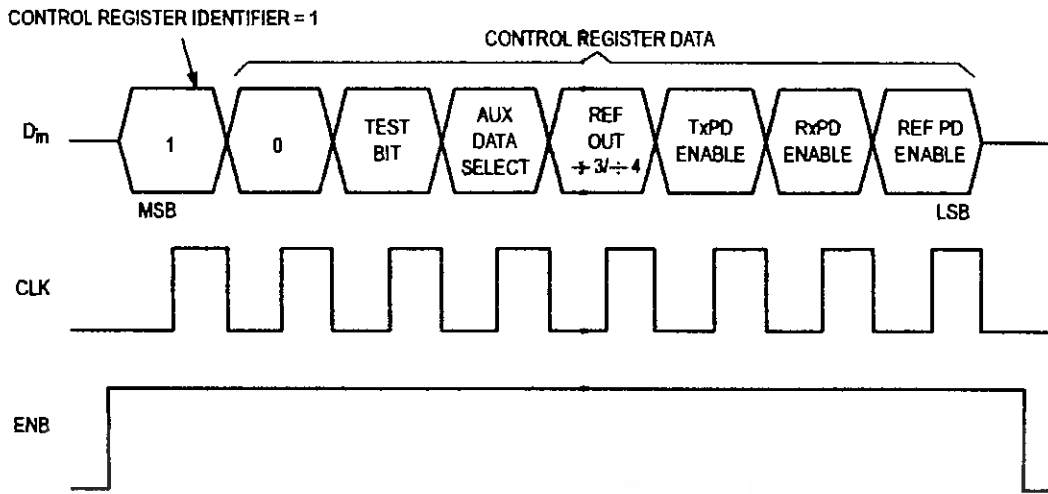 CONTROL REGISTER IDENTIFIER = 1
CONTROL REGISTER DATA
Din
1
0
TEST
BIT
AUX
DATA
SELECT
REF
OUT
÷ 3/÷ 4
TxPD
ENABLE
RxPD
ENABLE
REF PD
ENABLE
MSB
LSB
CLK
ENB